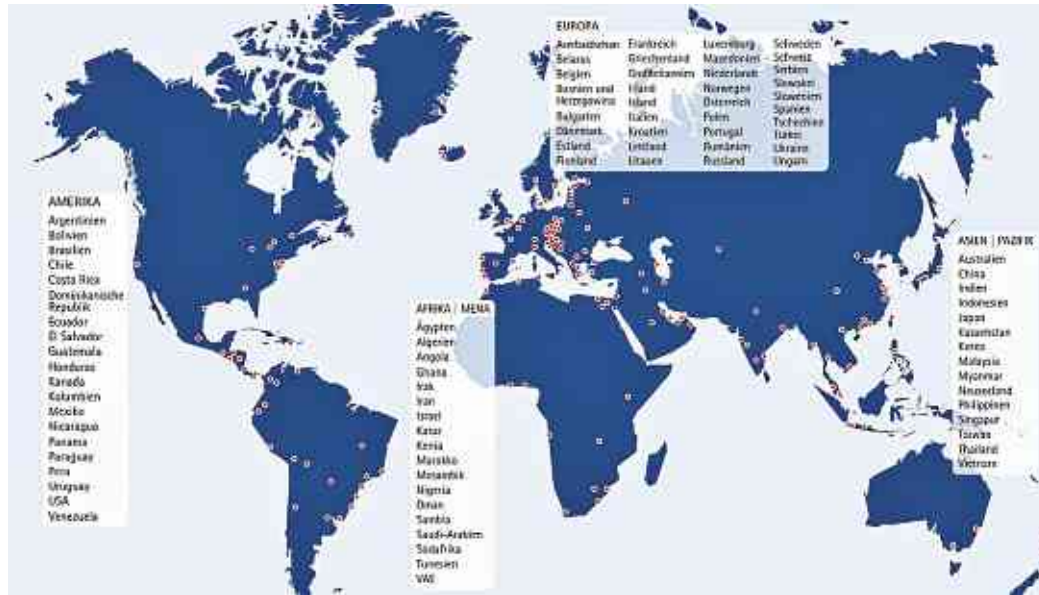 EUROPA
Aserbaidschan
Belarus
Belgien
Bosnien und
Herzegowina
Bulgarien
Dänemark
Estland
Finnland
Frankreich
Griechenland
Großbritannien
Irland
Island
Italien
Kroatien
Lettland
Litauen
Luxemburg
Mazedonien
Niederlande
Norwegen
Österreich
Polen
Portugal
Rumänien
Russland
Schweden
Schweiz
Serbien
Slowakei
Slowenien
Spanien
Tschechien
Türkei
Ukraine
Ungarn
AMERIKA
Argentinien
Bolivien
Brasilien
Chile
Costa Rica
Dominikanische
Republik
Ecuador
El Salvador
Guatemala
Honduras
Kanada
Kolumbien
Mexiko
Nicaragua
Panama
Paraguay
Peru
Uruguay
USA
Venezuela
AFRIKA | MENA
Ägypten
Algerien
Angola
Ghana
Irak
Iran
Israel
Katar
Kenia
Marokko
Mosambik
Nigeria
Oman
Sambia
Saudi-Arabien
Südafrika
Tunesien
VAE
ASIEN | PAZIFIK
Australien
China
Indien
Indonesien
Japan
Kasachstan
Korea
Malaysia
Myanmar
Neuseeland
Philippinen
Singapur
Taiwan
Thailand
Vietnam